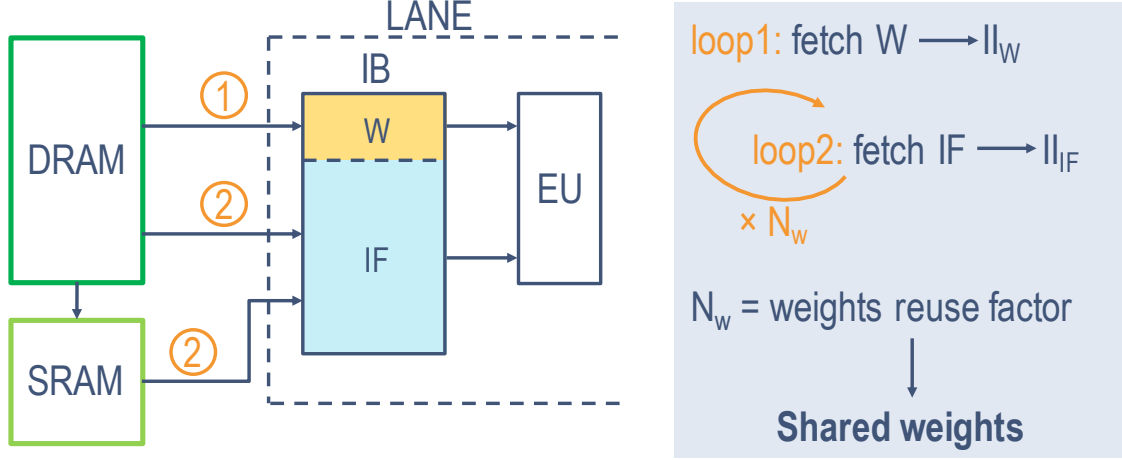 LANE
IB
DRAM
SRAM
1
2
2
W
IF
EU
loop1: fetch W → II_W
loop2: fetch IF → II_IF
× N_w
N_w = weights reuse factor
Shared weights